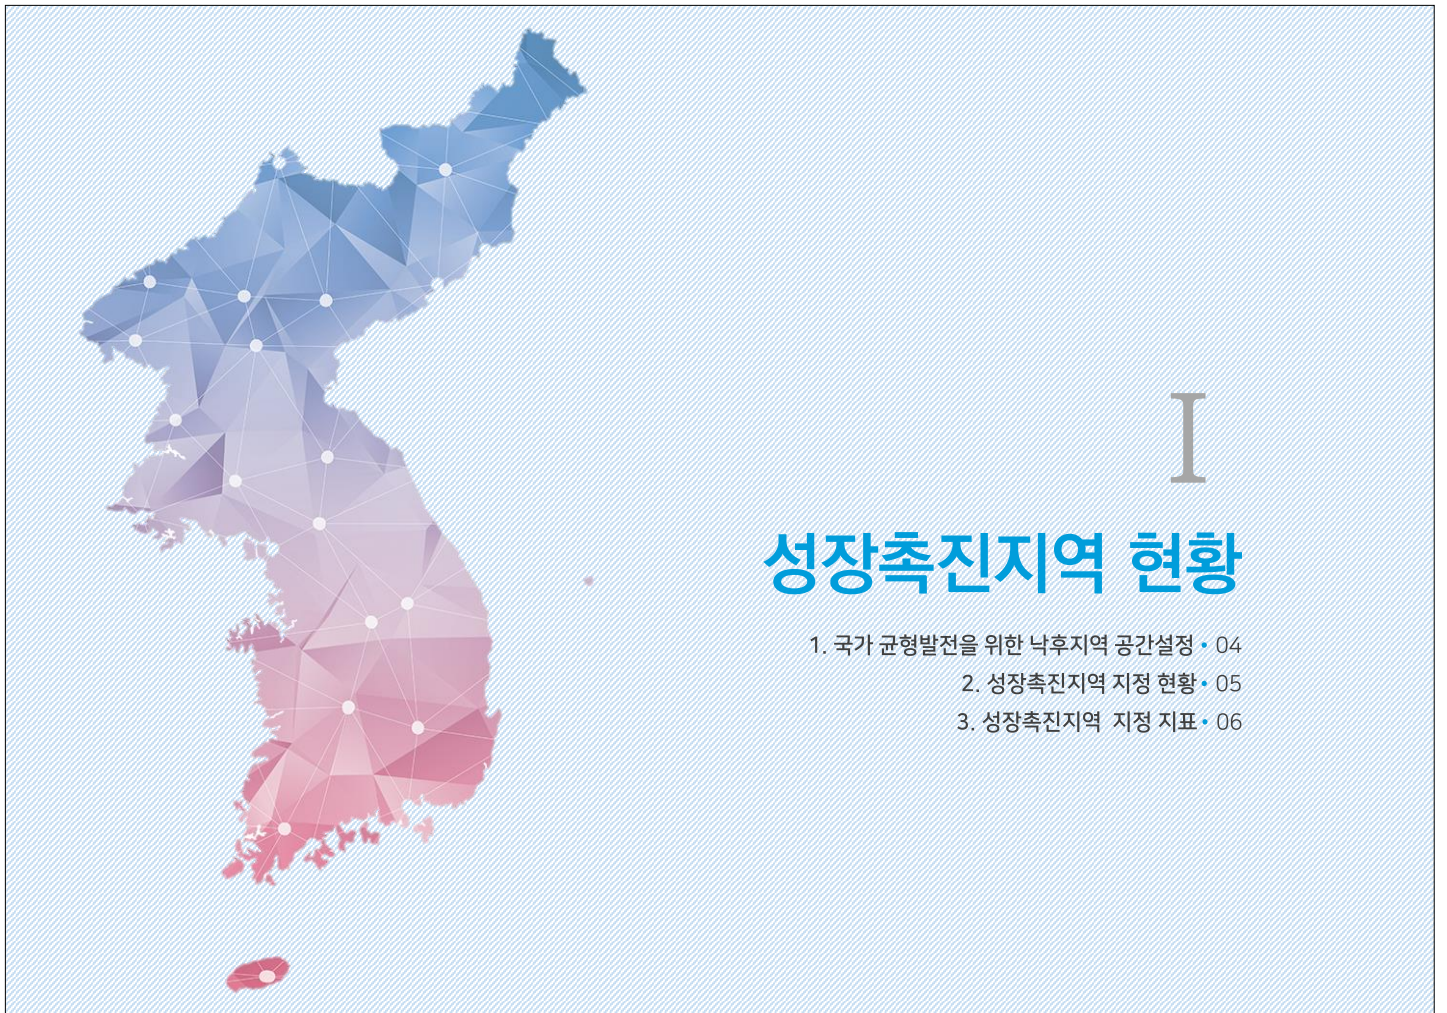 I
성장촉진지역 현황
1. 국가 균형발전을 위한 낙후지역 공간설정 • 04
2. 성장촉진지역 지정 현황 • 05
3. 성장촉진지역 지정 지표 • 06